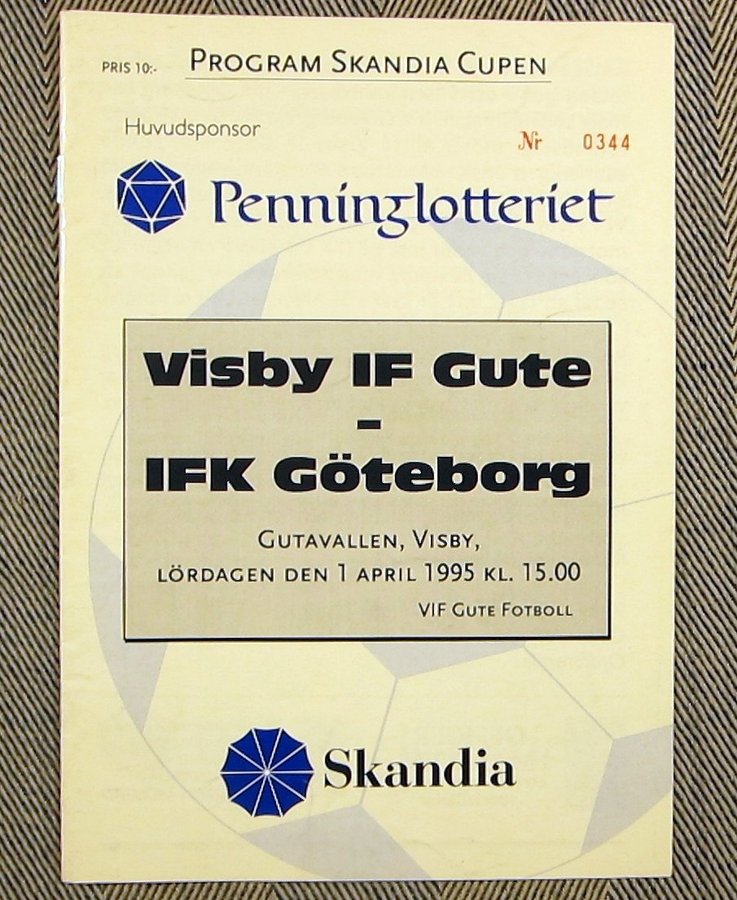 PRIS 10:- PROGRAM SKANDIA CUPEN
Huvudsponsor
Nr 0344
Penninglotteriet
Visby IF Gute
-
IFK Göteborg
GUTAVALLEN, VISBY,
LÖRDAGEN DEN 1 APRIL 1995 KL. 15.00
VIF GUTE FOTBOLL
Skandia